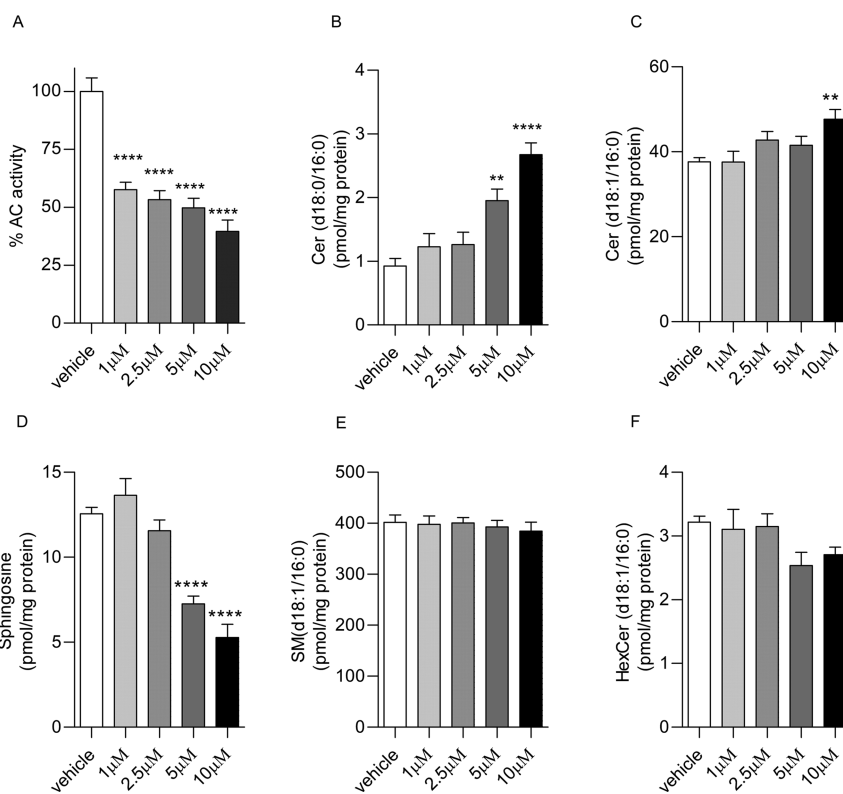 A
% AC activity
100
75
50
25
0
****
****
****
****
vehicle
1µM
2.5µM
5µM
10µM
B
Cer (d18:0/16:0)
(pmol/mg protein)
4
3
2
1
0
**
****
vehicle
1µM
2.5µM
5µM
10µM
C
Cer (d18:1/16:0)
(pmol/mg protein)
60
40
20
0
**
vehicle
1µM
2.5µM
5µM
10µM
D
Sphingosine
(pmol/mg protein)
15
10
5
0
****
****
vehicle
1µM
2.5µM
5µM
10µM
E
SM(d18:1/16:0)
(pmol/mg protein)
500
400
300
200
100
0
vehicle
1µM
2.5µM
5µM
10µM
F
HexCer (d18:1/16:0)
(pmol/mg protein)
4
3
2
1
0
vehicle
1µM
2.5µM
5µM
10µM